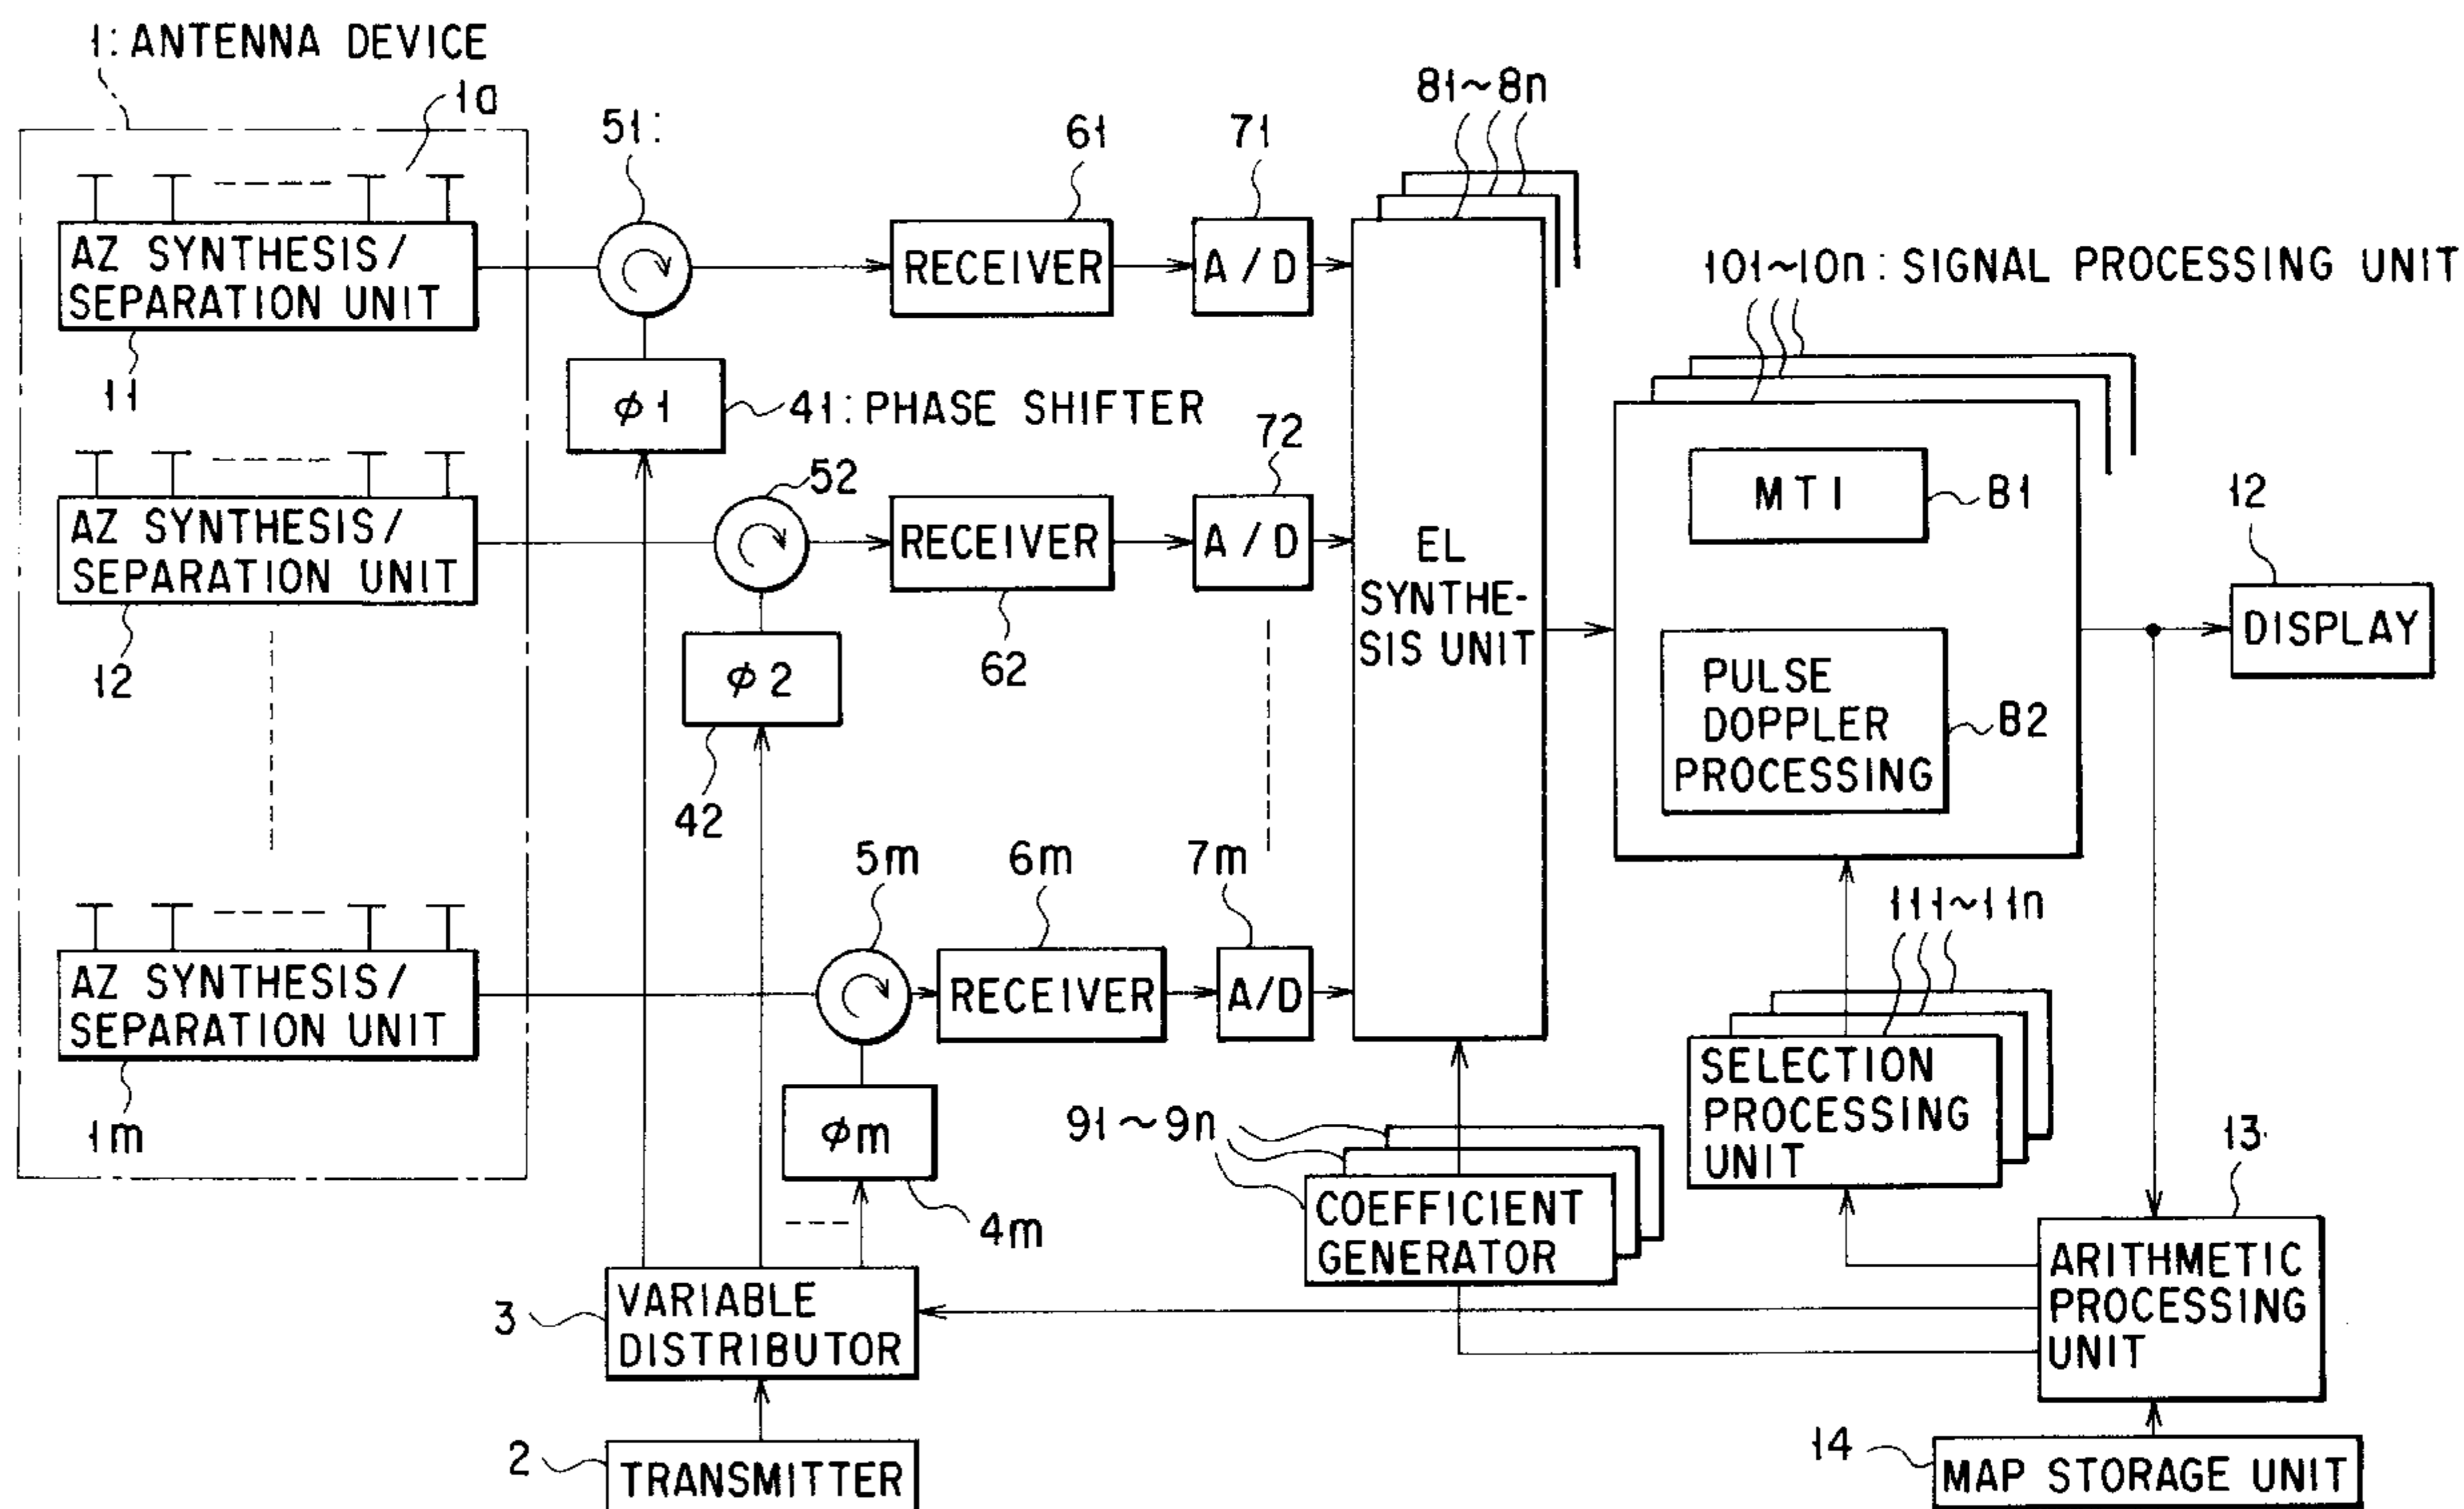 1: ANTENNA DEVICE
1a
51:
61
71
81~8n
AZ SYNTHESIS/
SEPARATION UNIT
RECEIVER
A/D
101~10n: SIGNAL PROCESSING UNIT
11
φ1
41: PHASE SHIFTER
52
72
MTI
B1
12
AZ SYNTHESIS/
SEPARATION UNIT
RECEIVER
A/D
EL
SYNTHE-
SIS UNIT
DISPLAY
12
φ2
62
PULSE
DOPPLER
PROCESSING
B2
42
5m
6m
7m
111~11n
AZ SYNTHESIS/
SEPARATION UNIT
RECEIVER
A/D
SELECTION
PROCESSING
UNIT
1m
φm
91~9n
13
4m
COEFFICIENT
GENERATOR
ARITHMETIC
PROCESSING
UNIT
3
VARIABLE
DISTRIBUTOR
2
TRANSMITTER
14
MAP STORAGE UNIT